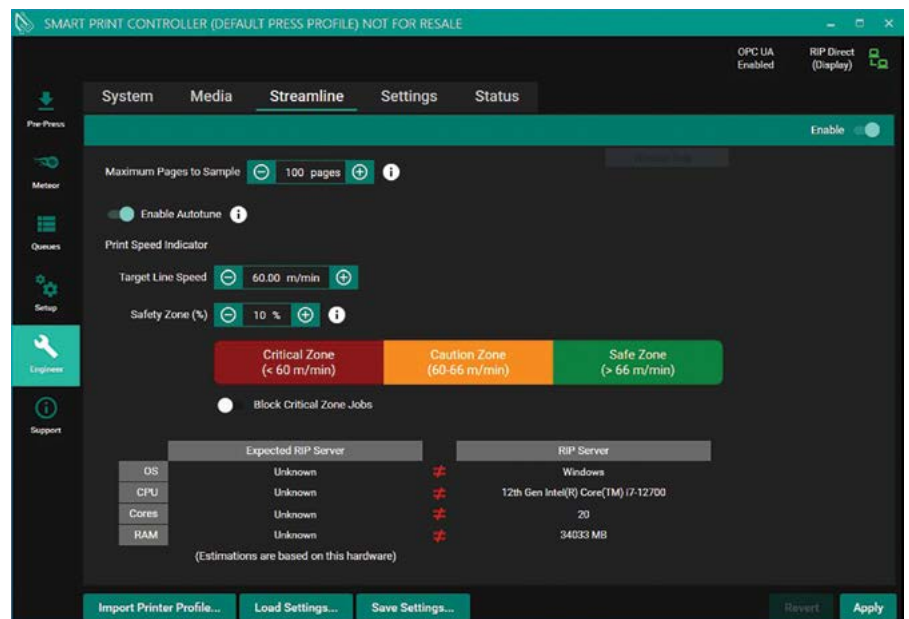 SMART PRINT CONTROLLER (DEFAULT PRESS PROFILE) NOT FOR RESALE
OPC UA
Enabled
RIP Direct
(Display)
System Media Streamline Settings Status
Pre-Press
Enable
Maximum Pages to Sample 100 pages
Meteor
Enable Autotune
Queues
Print Speed Indicator
Target Line Speed 60.00 m/min
Setup
Safety Zone (%) 10 %
Engineer
Critical Zone
(< 60 m/min)
Caution Zone
(60-66 m/min)
Safe Zone
(> 66 m/min)
Block Critical Zone Jobs
Support
Expected RIP Server RIP Server
OS Unknown ≠ Windows
CPU Unknown ≠ 12th Gen Intel(R) Core(TM) i7-12700
Cores Unknown ≠ 20
RAM Unknown ≠ 34033 MB
(Estimations are based on this hardware)
Import Printer Profile... Load Settings... Save Settings... Revert Apply